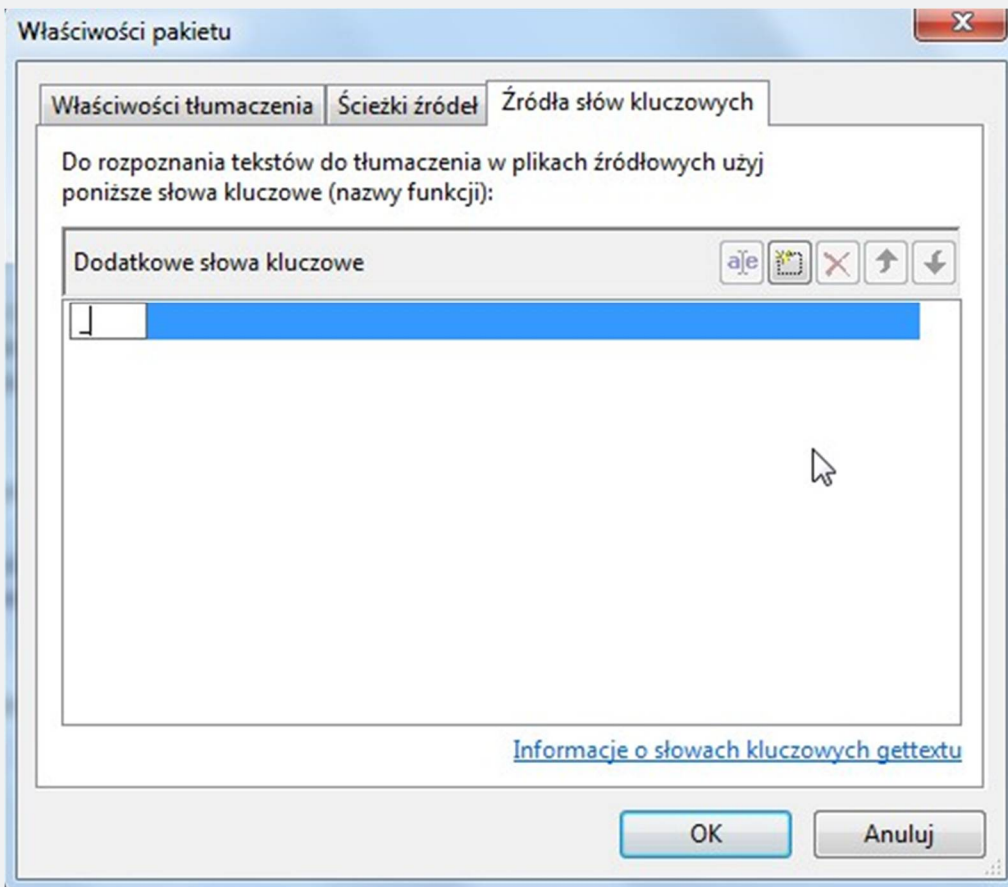 Właściwości pakietu
Właściwości tłumaczenia Ścieżki źródeł Źródła słów kluczowych
Do rozpoznania tekstów do tłumaczenia w plikach źródłowych użyj
poniższe słowa kluczowe (nazwy funkcji):
Dodatkowe słowa kluczowe
_
Informacje o słowach kluczowych gettextu
OK Anuluj